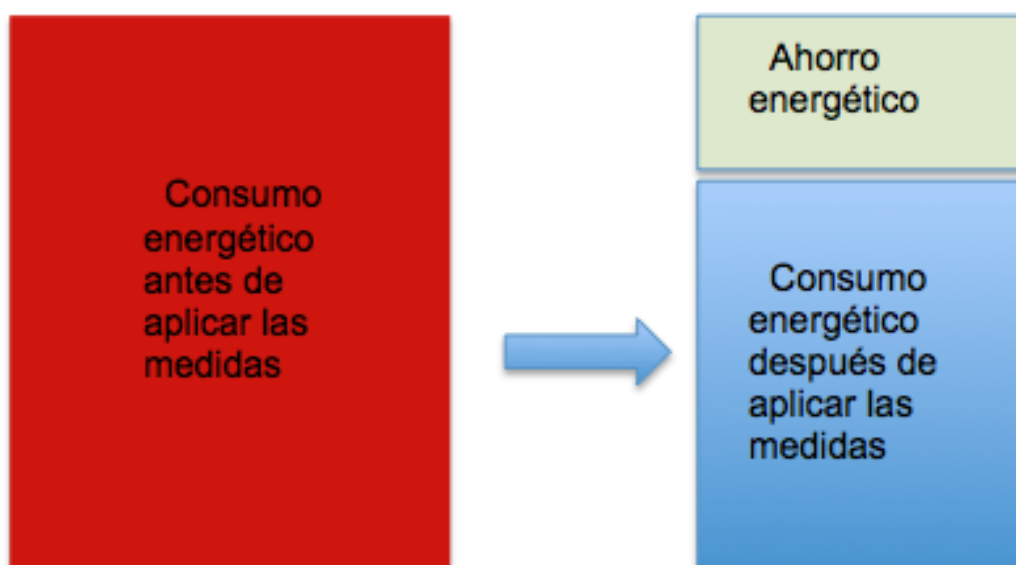 Consumo
energético
antes de
aplicar las
medidas
Ahorro
energético
Consumo
energético
después de
aplicar las
medidas